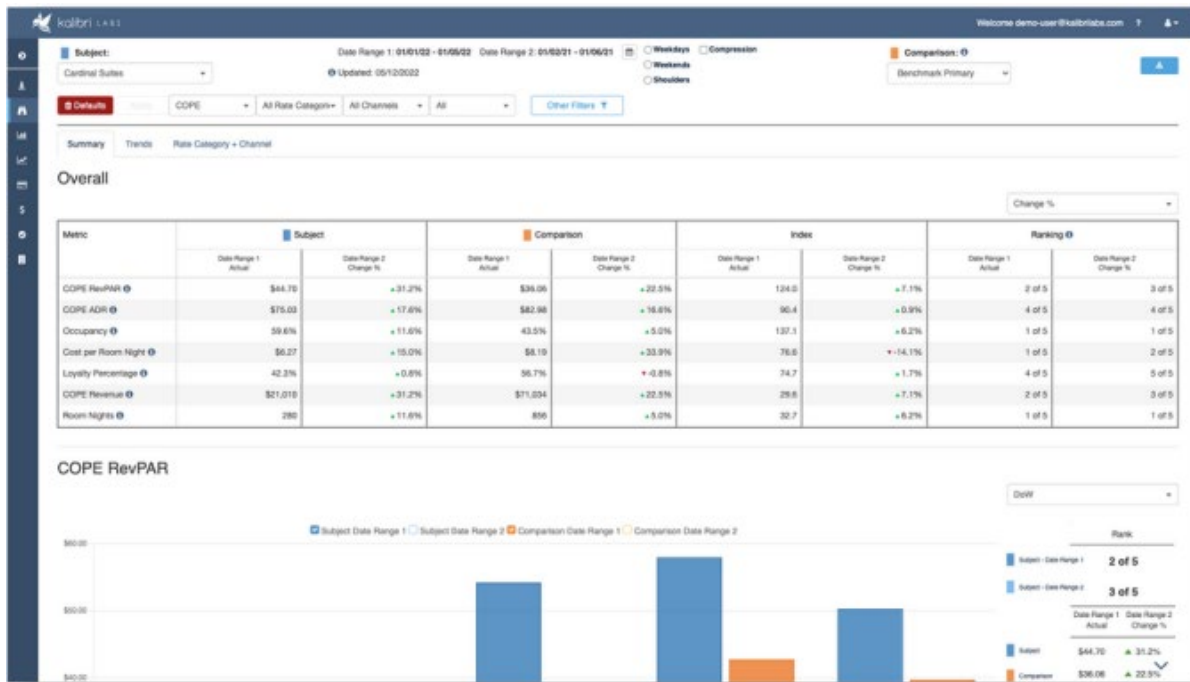 kalibri LABS Welcome demo-user@kalibrilabs.com ?
Subject: Date Range 1: 01/01/22 - 01/05/22 Date Range 2: 01/02/21 - 01/06/21 Weekdays Compression Comparison:
Cardinal Suites Updated: 05/12/2022 Weekends Benchmark Primary
Shoulders
Defaults COPE All Rate Categori All Channels All Other Filters
Summary Trends Rate Category + Channel
Overall
Change %
Metric Subject Comparison Index Ranking
Date Range 1 Date Range 2 Date Range 1 Date Range 2 Date Range 1 Date Range 2 Date Range 1 Date Range 2
Actual Change % Actual Change % Actual Change % Actual Change %
COPE RevPAR $44.70 31.2% $36.06 22.5% 124.0 7.1% 2 of 5 3 of 5
COPE ADR $75.03 17.6% $82.98 16.6% 90.4 0.9% 4 of 5 4 of 5
Occupancy 59.6% 11.6% 43.5% 5.0% 137.1 6.2% 1 of 5 1 of 5
Cost per Room Night $6.27 15.0% $8.19 33.9% 76.6 -14.1% 1 of 5 2 of 5
Loyalty Percentage 42.3% 0.8% 56.7% -0.8% 74.7 1.7% 4 of 5 5 of 5
COPE Revenue $21,010 31.2% $71,034 22.5% 29.6 7.1% 2 of 5 3 of 5
Room Nights 280 11.6% 856 5.0% 32.7 6.2% 1 of 5 1 of 5
COPE RevPAR
DoW
Subject Date Range 1 Subject Date Range 2 Comparison Date Range 1 Comparison Date Range 2
Rank
$60.00
Subject - Date Range 1 2 of 5
Subject - Date Range 2 3 of 5
$50.00
Date Range 1 Date Range 2
Actual Change %
Subject $44.70 31.2%
Comparison $36.06 22.5%
$40.00